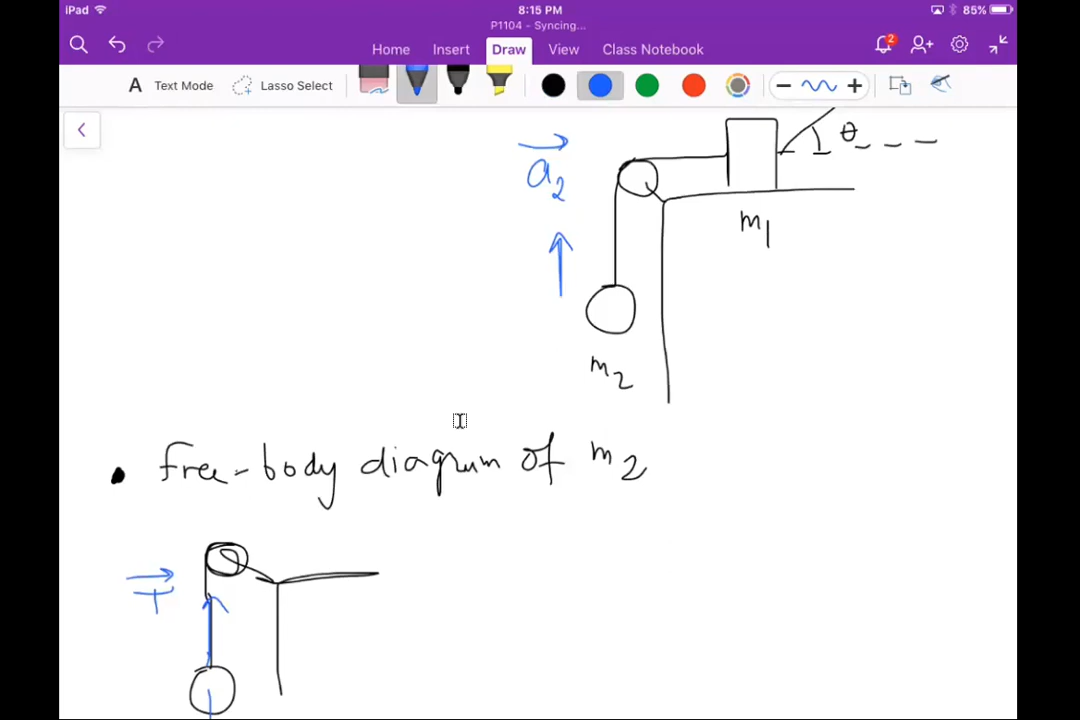 iPad 8:15 PM 85%
P1104 - Syncing...
Home Insert Draw View Class Notebook 2
A Text Mode Lasso Select
θ
a2
m1
m2
• free-body diagram of m2
T